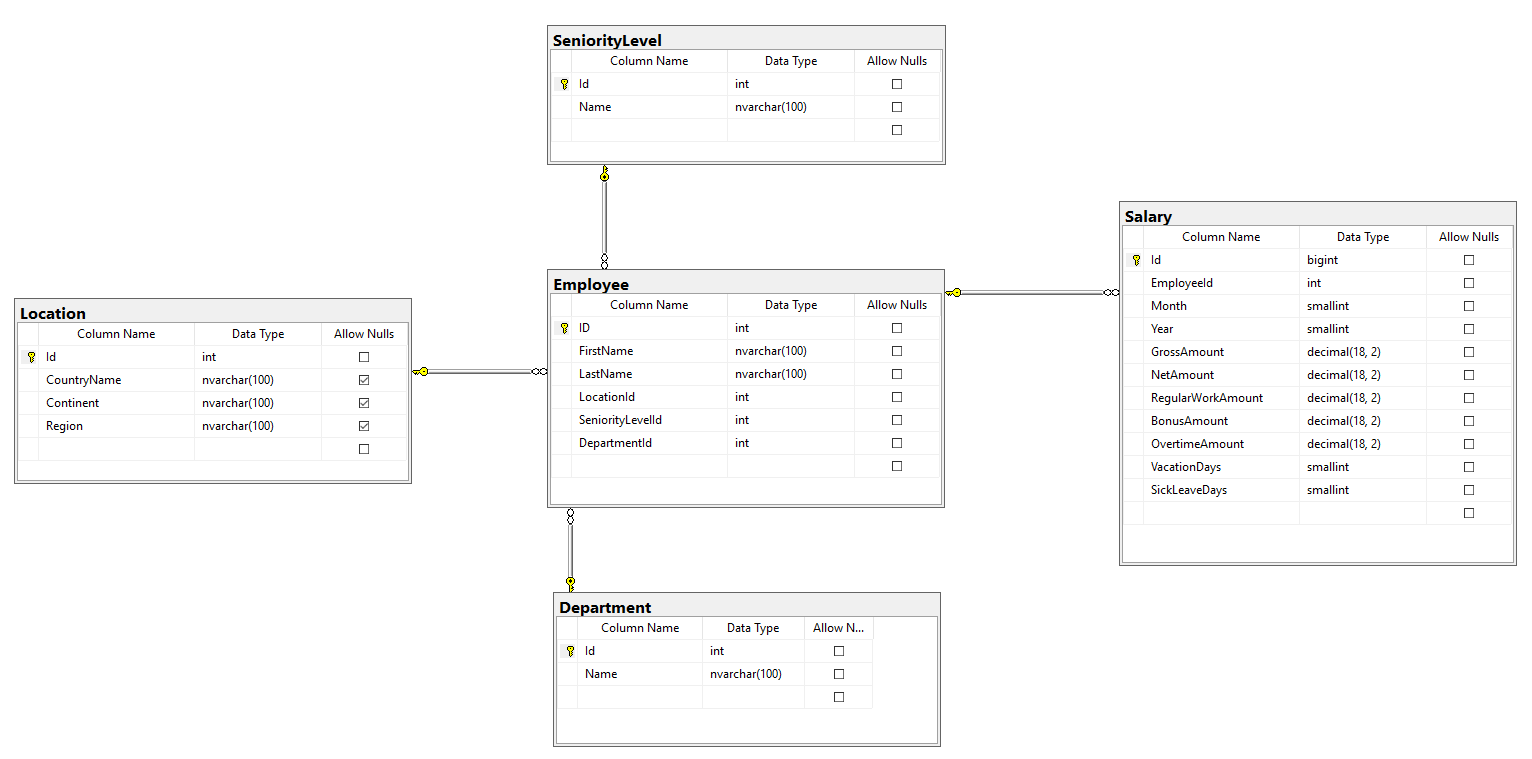 SeniorityLevel
Column Name Data Type Allow Nulls
Id int
Name nvarchar(100)
Location
Column Name Data Type Allow Nulls
Id int
CountryName nvarchar(100)
Continent nvarchar(100)
Region nvarchar(100)
Employee
Column Name Data Type Allow Nulls
ID int
FirstName nvarchar(100)
LastName nvarchar(100)
LocationId int
SeniorityLevelId int
DepartmentId int
Salary
Column Name Data Type Allow Nulls
Id bigint
EmployeeId int
Month smallint
Year smallint
GrossAmount decimal(18, 2)
NetAmount decimal(18, 2)
RegularWorkAmount decimal(18, 2)
BonusAmount decimal(18, 2)
OvertimeAmount decimal(18, 2)
VacationDays smallint
SickLeaveDays smallint
Department
Column Name Data Type Allow N...
Id int
Name nvarchar(100)